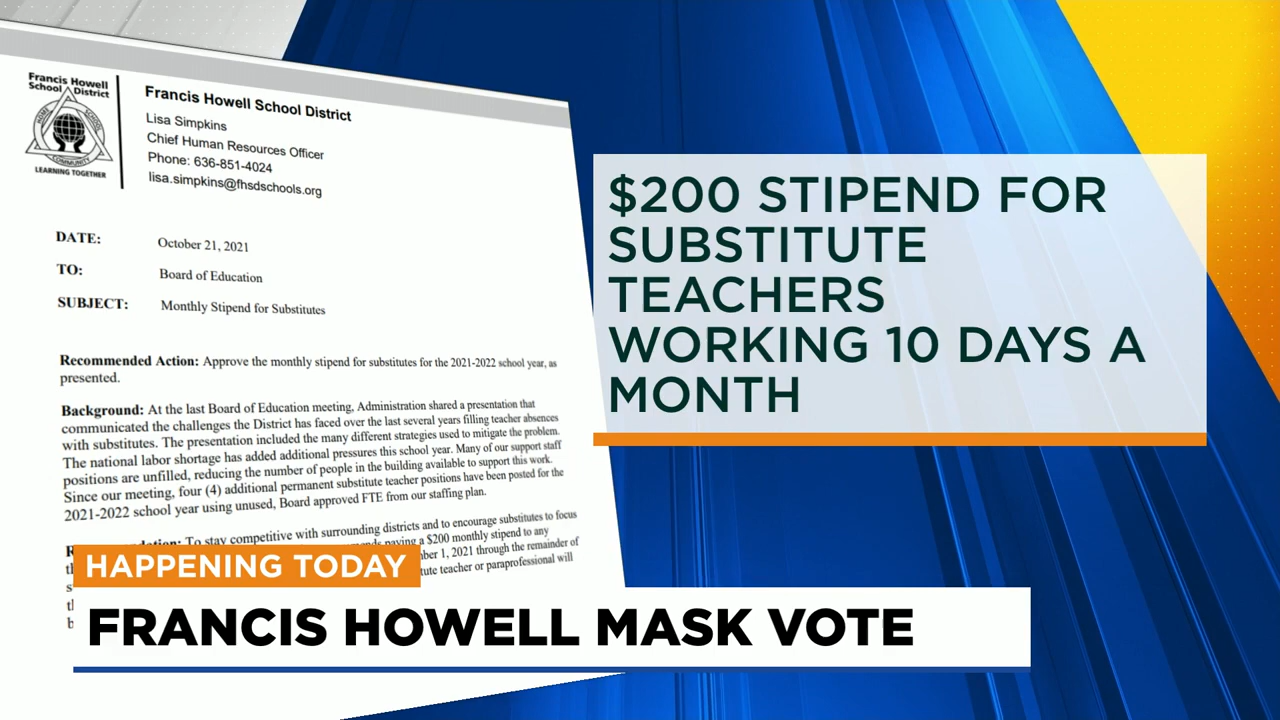 Francis Howell
School District
HOME
SCHOOL
COMMUNITY
LEARNING TOGETHER
Francis Howell School District
Lisa Simpkins
Chief Human Resources Officer
Phone: 636-851-4024
lisa.simpkins@fhsdschools.org
DATE: October 21, 2021
TO: Board of Education
SUBJECT: Monthly Stipend for Substitutes
Recommended Action: Approve the monthly stipend for substitutes for the 2021-2022 school year, as
presented.
Background: At the last Board of Education meeting, Administration shared a presentation that
communicated the challenges the District has faced over the last several years filling teacher absences
with substitutes. The presentation included the many different strategies used to mitigate the problem.
The national labor shortage has added additional pressures this school year. Many of our support staff
positions are unfilled, reducing the number of people in the building available to support this work.
Since our meeting, four (4) additional permanent substitute teacher positions have been posted for the
2021-2022 school year using unused, Board approved FTE from our staffing plan.
To stay competitive with surrounding districts and to encourage substitutes to focus
paying a $200 monthly stipend to any
1, 2021 through the remainder of
teacher or paraprofessional will
$200 STIPEND FOR
SUBSTITUTE
TEACHERS
WORKING 10 DAYS A
MONTH
HAPPENING TODAY
FRANCIS HOWELL MASK VOTE